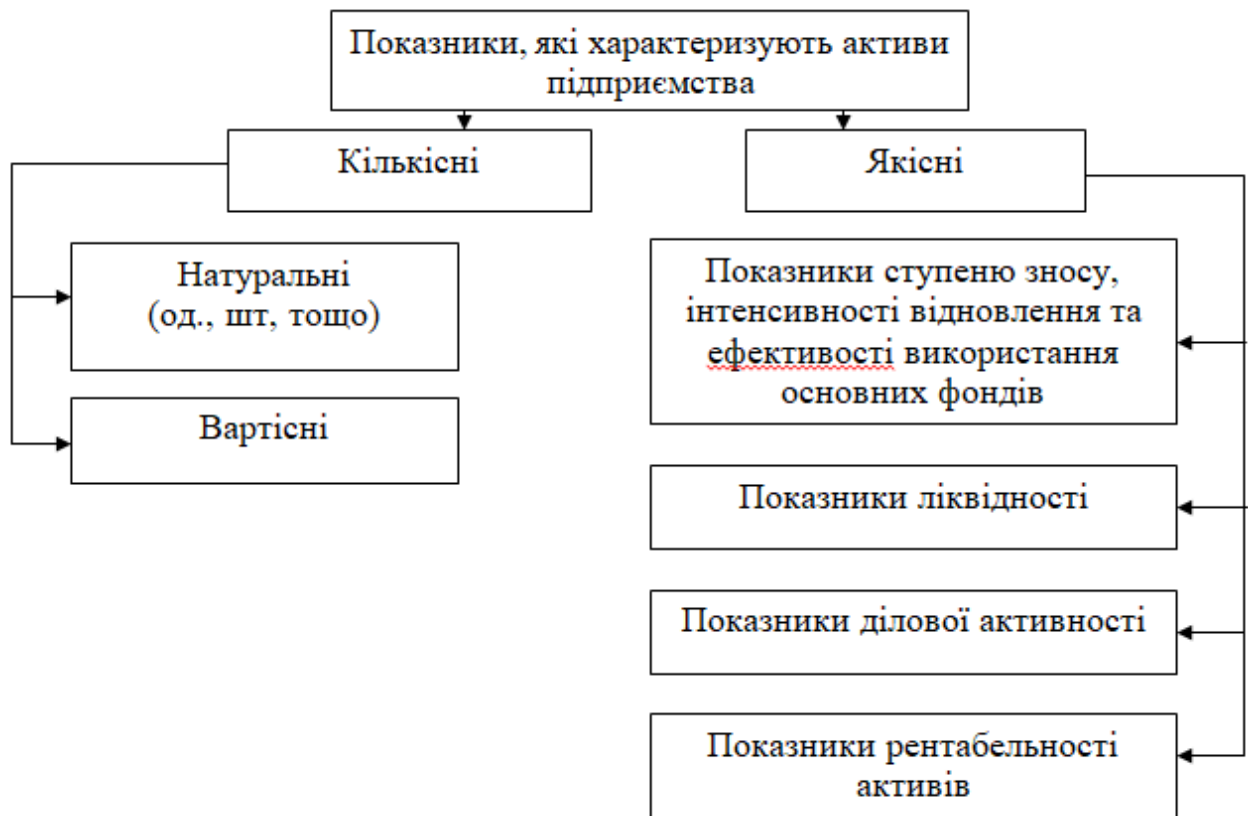 Показники, які характеризують активи
підприємства
Кількісні
Якісні
Натуральні
(од., шт, тощо)
Вартісні
Показники ступеню зносу,
інтенсивності відновлення та
ефективості використання
основних фондів
Показники ліквідності
Показники ділової активності
Показники рентабельності
активів